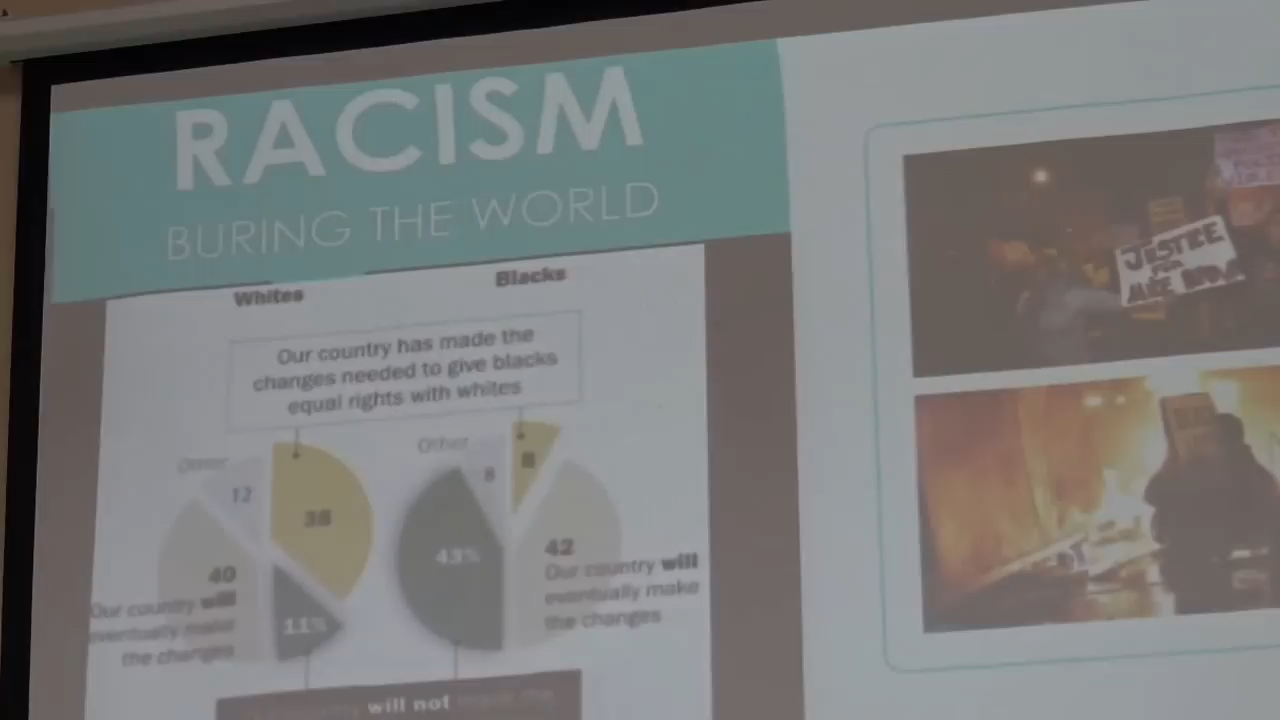 RACISM
BURING THE WORLD
Whites
Blacks
Our country has made the
changes needed to give blacks
equal rights with whites
Other
Other
12
38
8
8
43%
42
Our country will
eventually make
the changes
40
Our country will
eventually make
the changes
11%
will not
JUSTICE
FOR